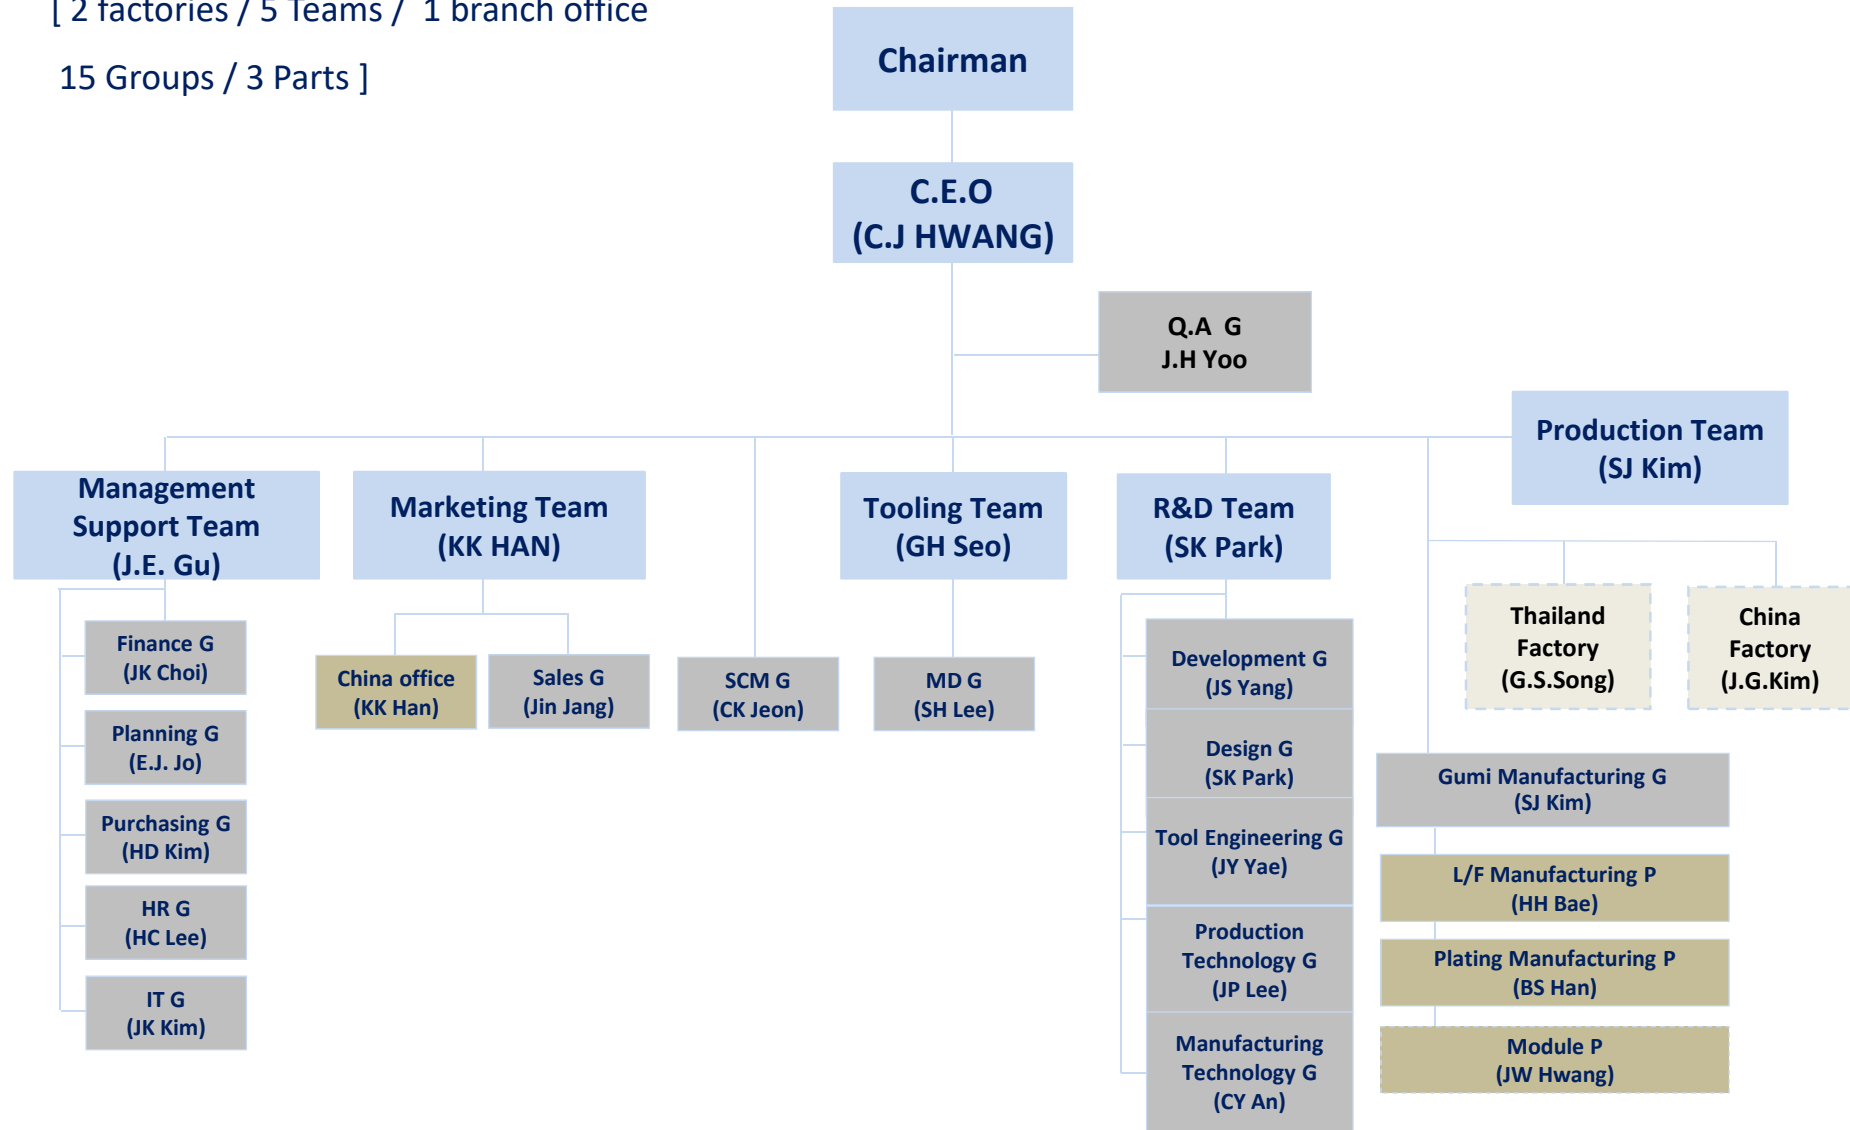 [ 2 factories / 5 Teams / 1 branch office
15 Groups / 3 Parts ]
Chairman
C.E.O
(C.J HWANG)
Q.A G
J.H Yoo
Production Team
(SJ Kim)
Management
Support Team
(J.E. Gu)
Marketing Team
(KK HAN)
Tooling Team
(GH Seo)
R&D Team
(SK Park)
Thailand
Factory
(G.S.Song)
China
Factory
(J.G.Kim)
Finance G
(JK Choi)
Planning G
(E.J. Jo)
Purchasing G
(HD Kim)
HR G
(HC Lee)
IT G
(JK Kim)
China office
(KK Han)
Sales G
(Jin Jang)
SCM G
(CK Jeon)
MD G
(SH Lee)
Development G
(JS Yang)
Design G
(SK Park)
Tool Engineering G
(JY Yae)
Production
Technology G
(JP Lee)
Manufacturing
Technology G
(CY An)
Gumi Manufacturing G
(SJ Kim)
L/F Manufacturing P
(HH Bae)
Plating Manufacturing P
(BS Han)
Module P
(JW Hwang)